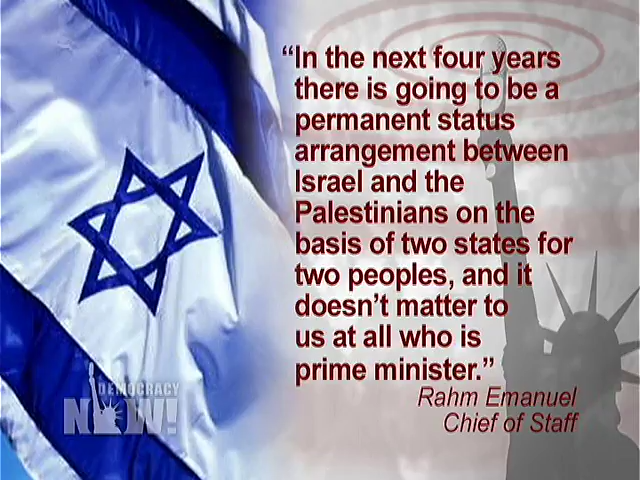 “In the next four years
there is going to be a
permanent status
arrangement between
Israel and the
Palestinians on the
basis of two states for
two peoples, and it
doesn’t matter to
us at all who is
prime minister.”
Rahm Emanuel
Chief of Staff
DEMOCRACY
NOW!